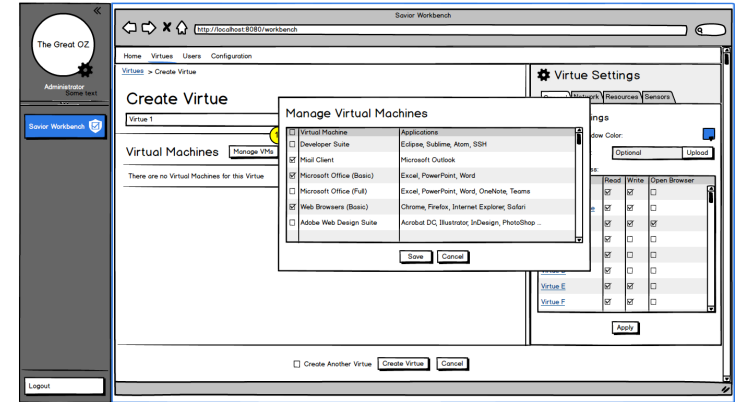 Savior Workbench
http://localhost:8080/workbench
The Great OZ
Administrator
Some text
Savior Workbench
Logout
Home Virtues Users Configuration
Virtues > Create Virtue
Create Virtue
Virtue 1
Virtual Machines Manage VMs
There are no Virtual Machines for this Virtue
Manage Virtual Machines
Virtual Machine Applications
Developer Suite Eclipse, Sublime, Atom, SSH
Mail Client Microsoft Outlook
Microsoft Office (Basic) Excel, PowerPoint, Word
Microsoft Office (Full) Excel, PowerPoint, Word, OneNote, Teams
Web Browsers (Basic) Chrome, Firefox, Internet Explorer, Safari
Adobe Web Design Suite Acrobat DC, Illustrator, InDesign, PhotoShop ...
Save Cancel
Virtue Settings
Network Resources Sensors
ngs
dow Color:
Optional Upload
ss:
Read Write Open Browser
Virtue E
Virtue F
Apply
Create Another Virtue Create Virtue Cancel